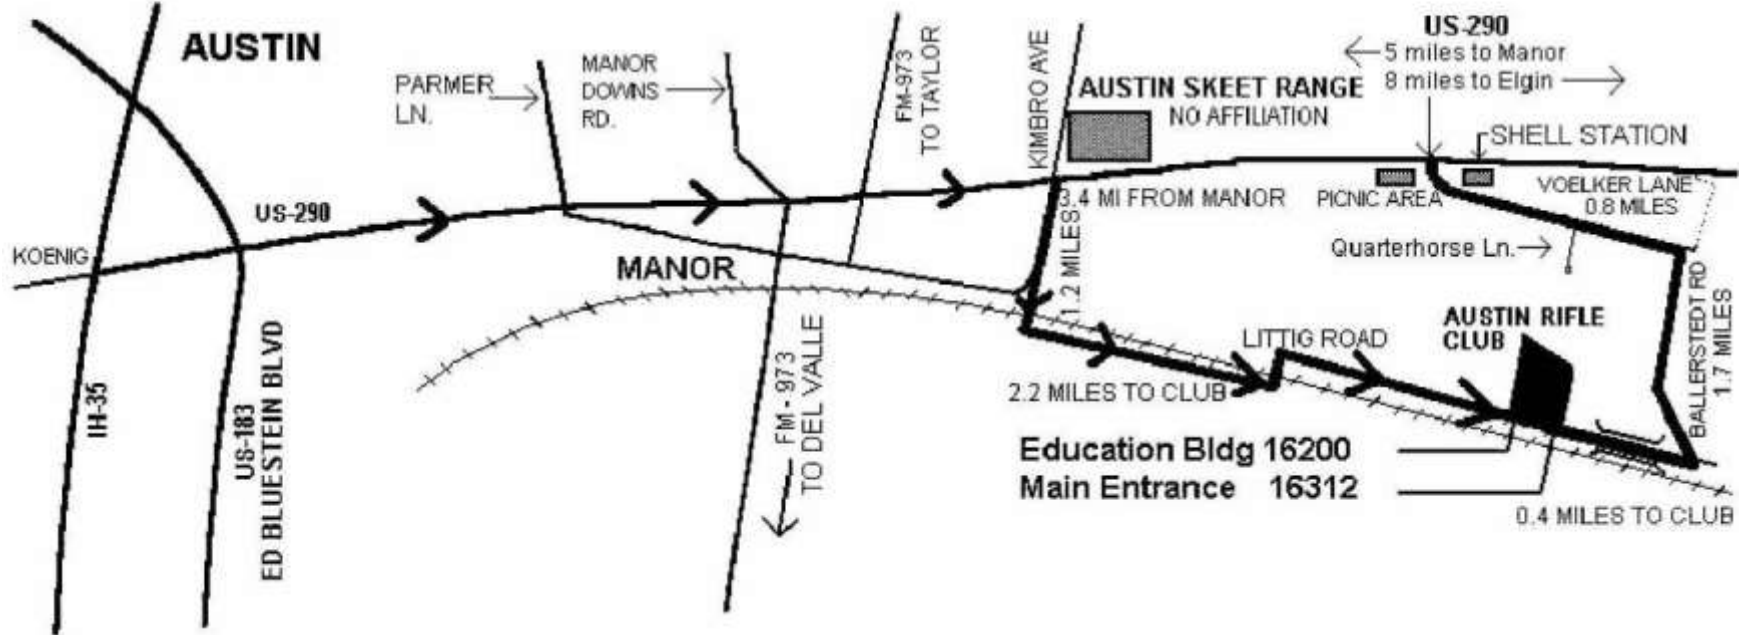 AUSTIN
PARMER
LN.
MANOR
DOWNS
RD.
FM-973
TO TAYLOR
KIMBRO AVE
AUSTIN SKEET RANGE
NO AFFILIATION
US-290
5 miles to Manor
8 miles to Elgin
SHELL STATION
US-290
KOENIG
MANOR
3.4 MI FROM MANOR
1.2 MILES
PICNIC AREA
VOELKER LANE
0.8 MILES
Quarterhorse Ln.
BALLERSTEDT RD
1.7 MILES
AUSTIN RIFLE
CLUB
LITTIG ROAD
2.2 MILES TO CLUB
IH-35
US-183
ED BLUESTEIN BLVD
FM - 973
TO DEL VALLE
Education Bldg 16200
Main Entrance 16312
0.4 MILES TO CLUB